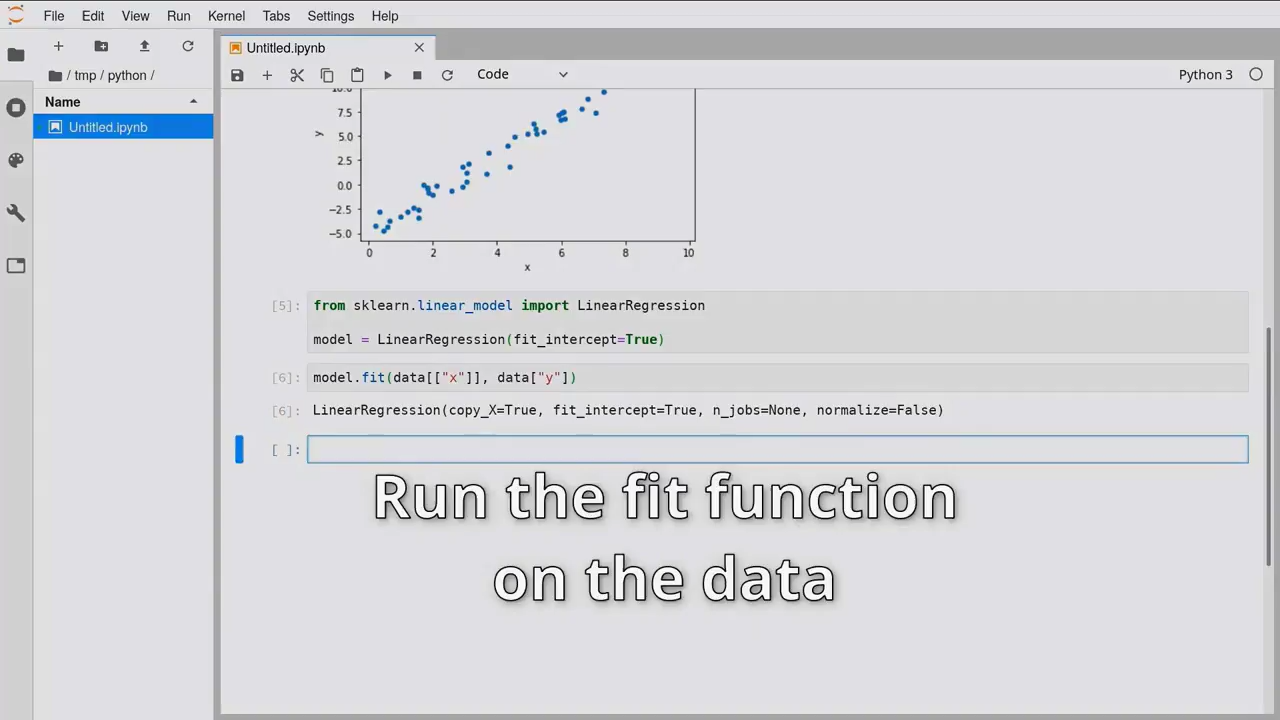 File Edit View Run Kernel Tabs Settings Help
Untitled.ipynb
Code
Python 3
/ tmp / python /
Name
Untitled.ipynb
10.0
7.5
5.0
2.5
0.0
−2.5
−5.0
y
0 2 4 6 8 10
x
[5]: from sklearn.linear_model import LinearRegression
model = LinearRegression(fit_intercept=True)
[6]: model.fit(data[["x"]], data["y"])
[6]: LinearRegression(copy_X=True, fit_intercept=True, n_jobs=None, normalize=False)
[ ]:
Run the fit function
on the data